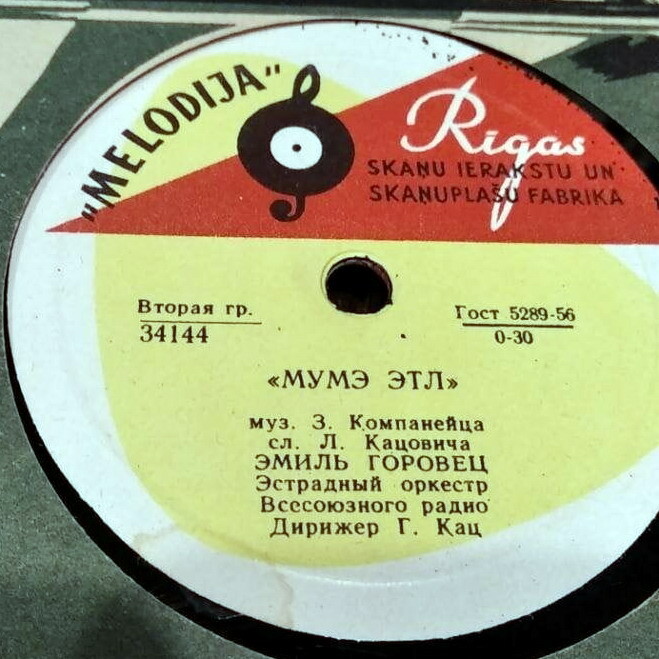 „MELODIJA"
Rīgas
SKAŅU IERAKSTU UN
SKAŅUPLAŠU FABRIKA
Вторая гр.
34144
Гост 5289-56
0-30
«МУМЭ ЭТЛ»
муз. З. Компанейца
сл. Л. Кацовича
ЭМИЛЬ ГОРОВЕЦ
Эстрадный оркестр
Всесоюзного радио
Дирижер Г. Кац